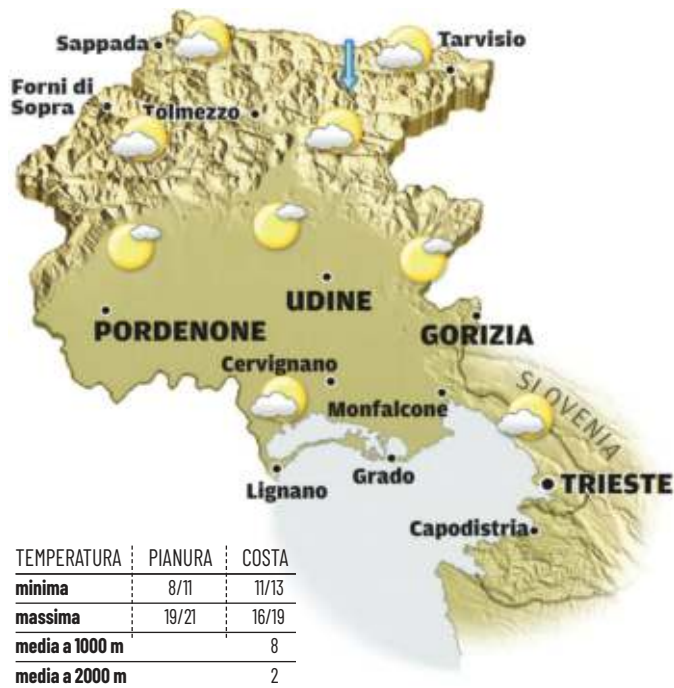 Sappada
Tarvisio
Forni di
Sopra
Tolmezzo
UDINE
PORDENONE
GORIZIA
Cervignano
SLOVENIA
Monfalcone
Lignano
Grado
TRIESTE
Capodistria
TEMPERATURA PIANURA COSTA
minima 8/11 11/13
massima 19/21 16/19
media a 1000 m 8
media a 2000 m 2